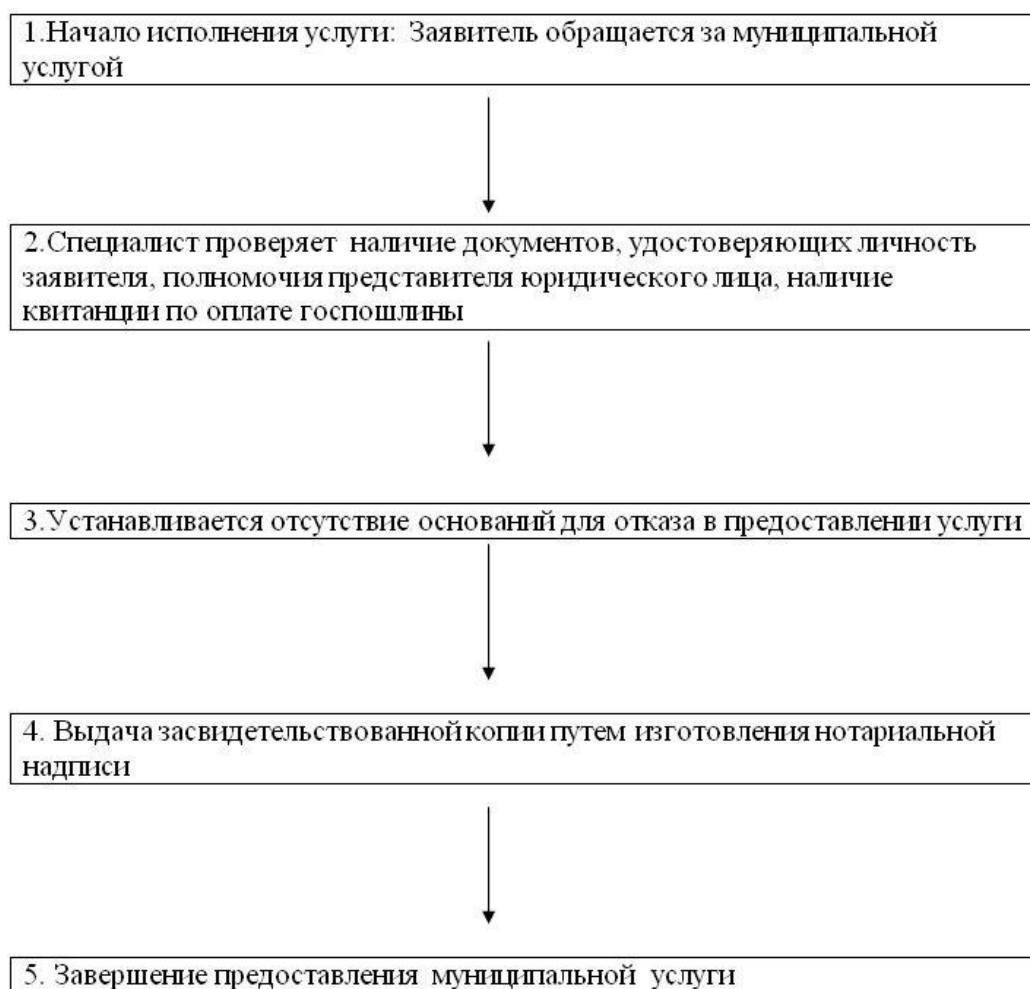 1.Начало исполнения услуги: Заявитель обращается за муниципальной
услугой
2.Специалист проверяет наличие документов, удостоверяющих личность
заявителя, полномочия представителя юридического лица, наличие
квитанции по оплате госпошлины
3.Устанавливается отсутствие оснований для отказа в предоставлении услуги
4. Выдача засвидетельствованной копии путем изготовления нотариальной
надписи
5. Завершение предоставления муниципальной услуги